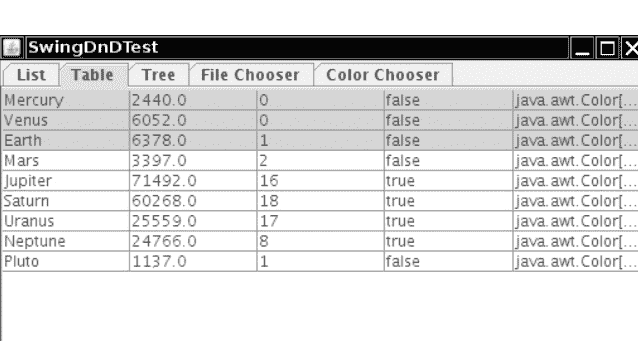 SwingDnDTest
List Table Tree File Chooser Color Chooser
Mercury 2440.0 0 false java.awt.Color[...
Venus 6052.0 0 false java.awt.Color[...
Earth 6378.0 1 false java.awt.Color[...
Mars 3397.0 2 false java.awt.Color[...
Jupiter 71492.0 16 true java.awt.Color[...
Saturn 60268.0 18 true java.awt.Color[...
Uranus 25559.0 17 true java.awt.Color[...
Neptune 24766.0 8 true java.awt.Color[...
Pluto 1137.0 1 false java.awt.Color[...